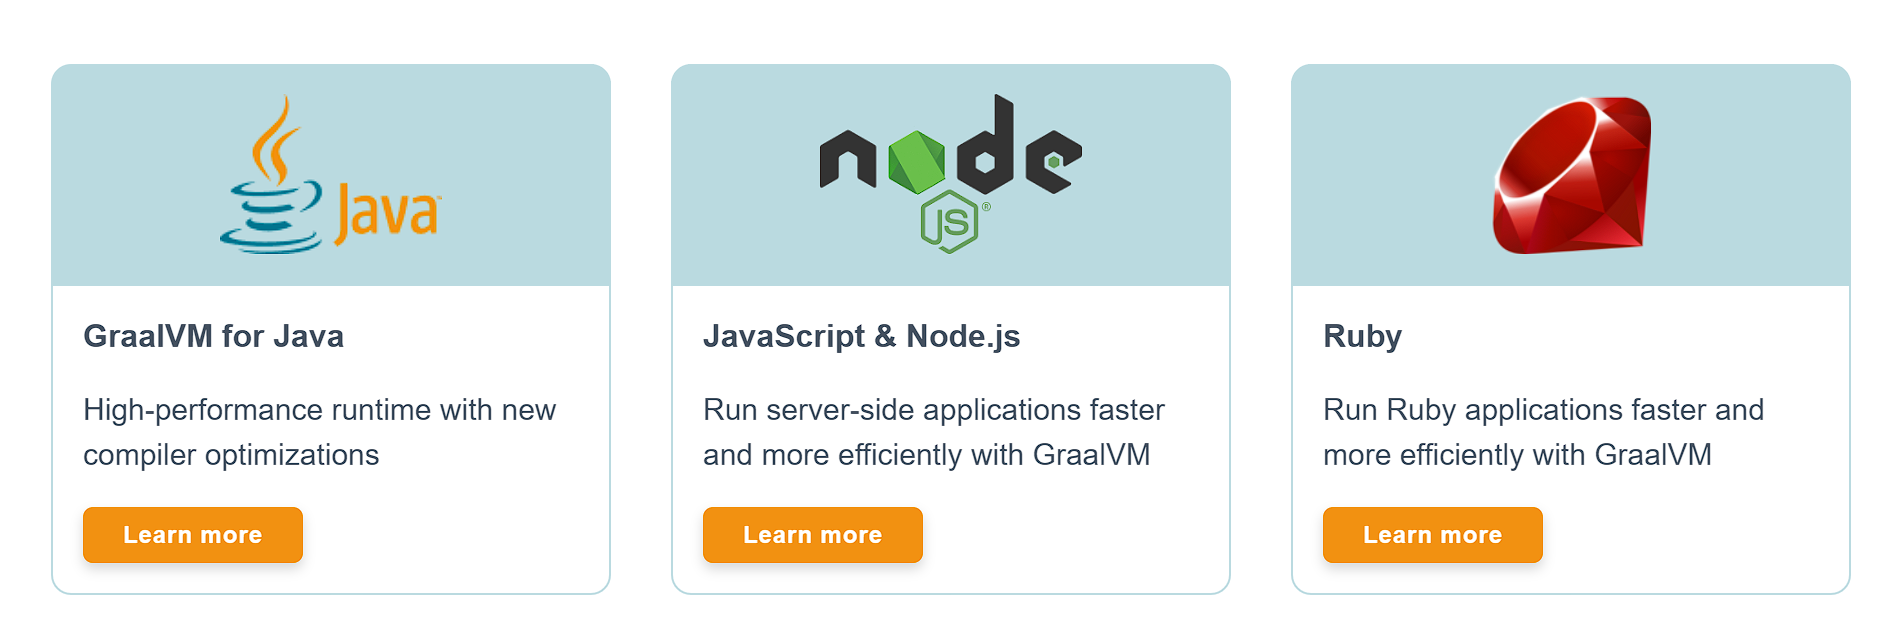 Java™
node
JS®
GraalVM for Java
High-performance runtime with new
compiler optimizations
Learn more
JavaScript & Node.js
Run server-side applications faster
and more efficiently with GraalVM
Learn more
Ruby
Run Ruby applications faster and
more efficiently with GraalVM
Learn more